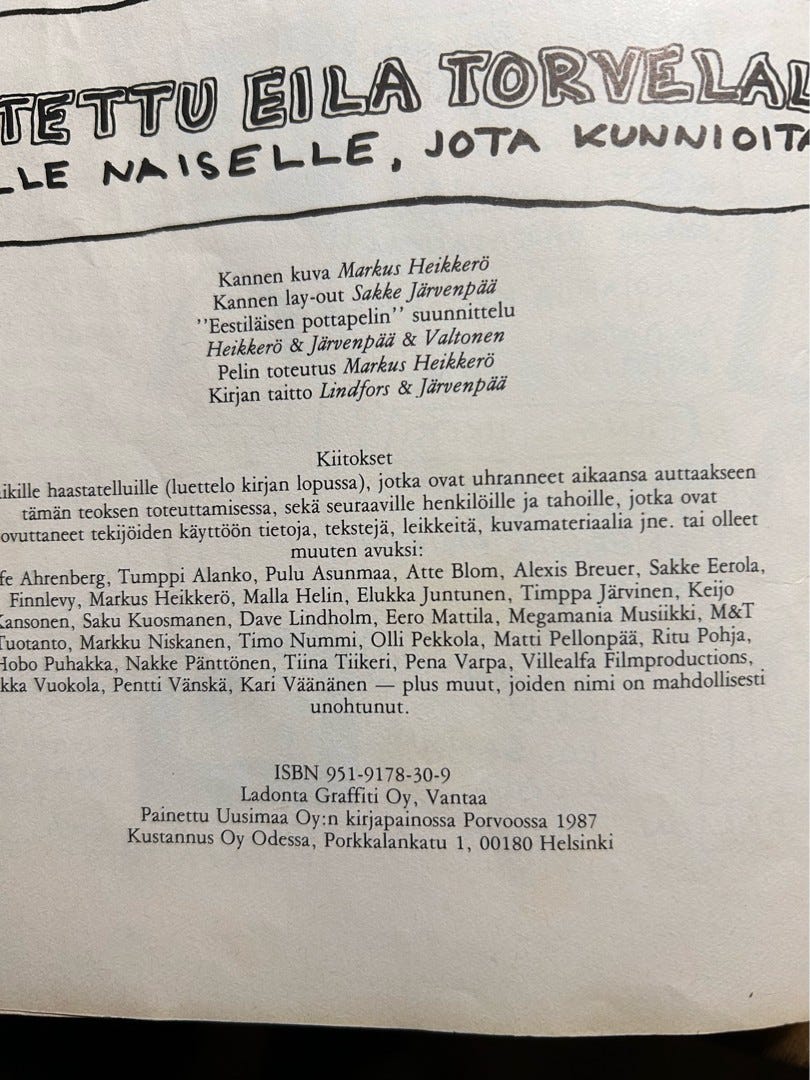 TETTU EILA TORVELAL
LLE NAISELLE, JOTA KUNNIOITA
Kannen kuva Markus Heikkerö
Kannen lay-out Sakke Järvenpää
''Eestiläisen pottapelin'' suunnittelu
Heikkerö & Järvenpää & Valtonen
Pelin toteutus Markus Heikkerö
Kirjan taitto Lindfors & Järvenpää
Kiitokset
ikille haastatelluille (luettelo kirjan lopussa), jotka ovat uhranneet aikaansa auttaakseen
tämän teoksen toteuttamisessa, sekä seuraaville henkilöille ja tahoille, jotka ovat
ovuttaneet tekijöiden käyttöön tietoja, tekstejä, leikkeitä, kuvamateriaalia jne. tai olleet
muuten avuksi:
fe Ahrenberg, Tumppi Alanko, Pulu Asunmaa, Atte Blom, Alexis Breuer, Sakke Eerola,
Finnlevy, Markus Heikkerö, Malla Helin, Elukka Juntunen, Timppa Järvinen, Keijo
Kansonen, Saku Kuosmanen, Dave Lindholm, Eero Mattila, Megamania Musiikki, M&T
Tuotanto, Markku Niskanen, Timo Nummi, Olli Pekkola, Matti Pellonpää, Ritu Pohja,
Hobo Puhakka, Nakke Pänttönen, Tiina Tiikeri, Pena Varpa, Villealfa Filmproductions,
kka Vuokola, Pentti Vänskä, Kari Väänänen — plus muut, joiden nimi on mahdollisesti
unohtunut.
ISBN 951-9178-30-9
Ladonta Graffiti Oy, Vantaa
Painettu Uusimaa Oy:n kirjapainossa Porvoossa 1987
Kustannus Oy Odessa, Porkkalankatu 1, 00180 Helsinki